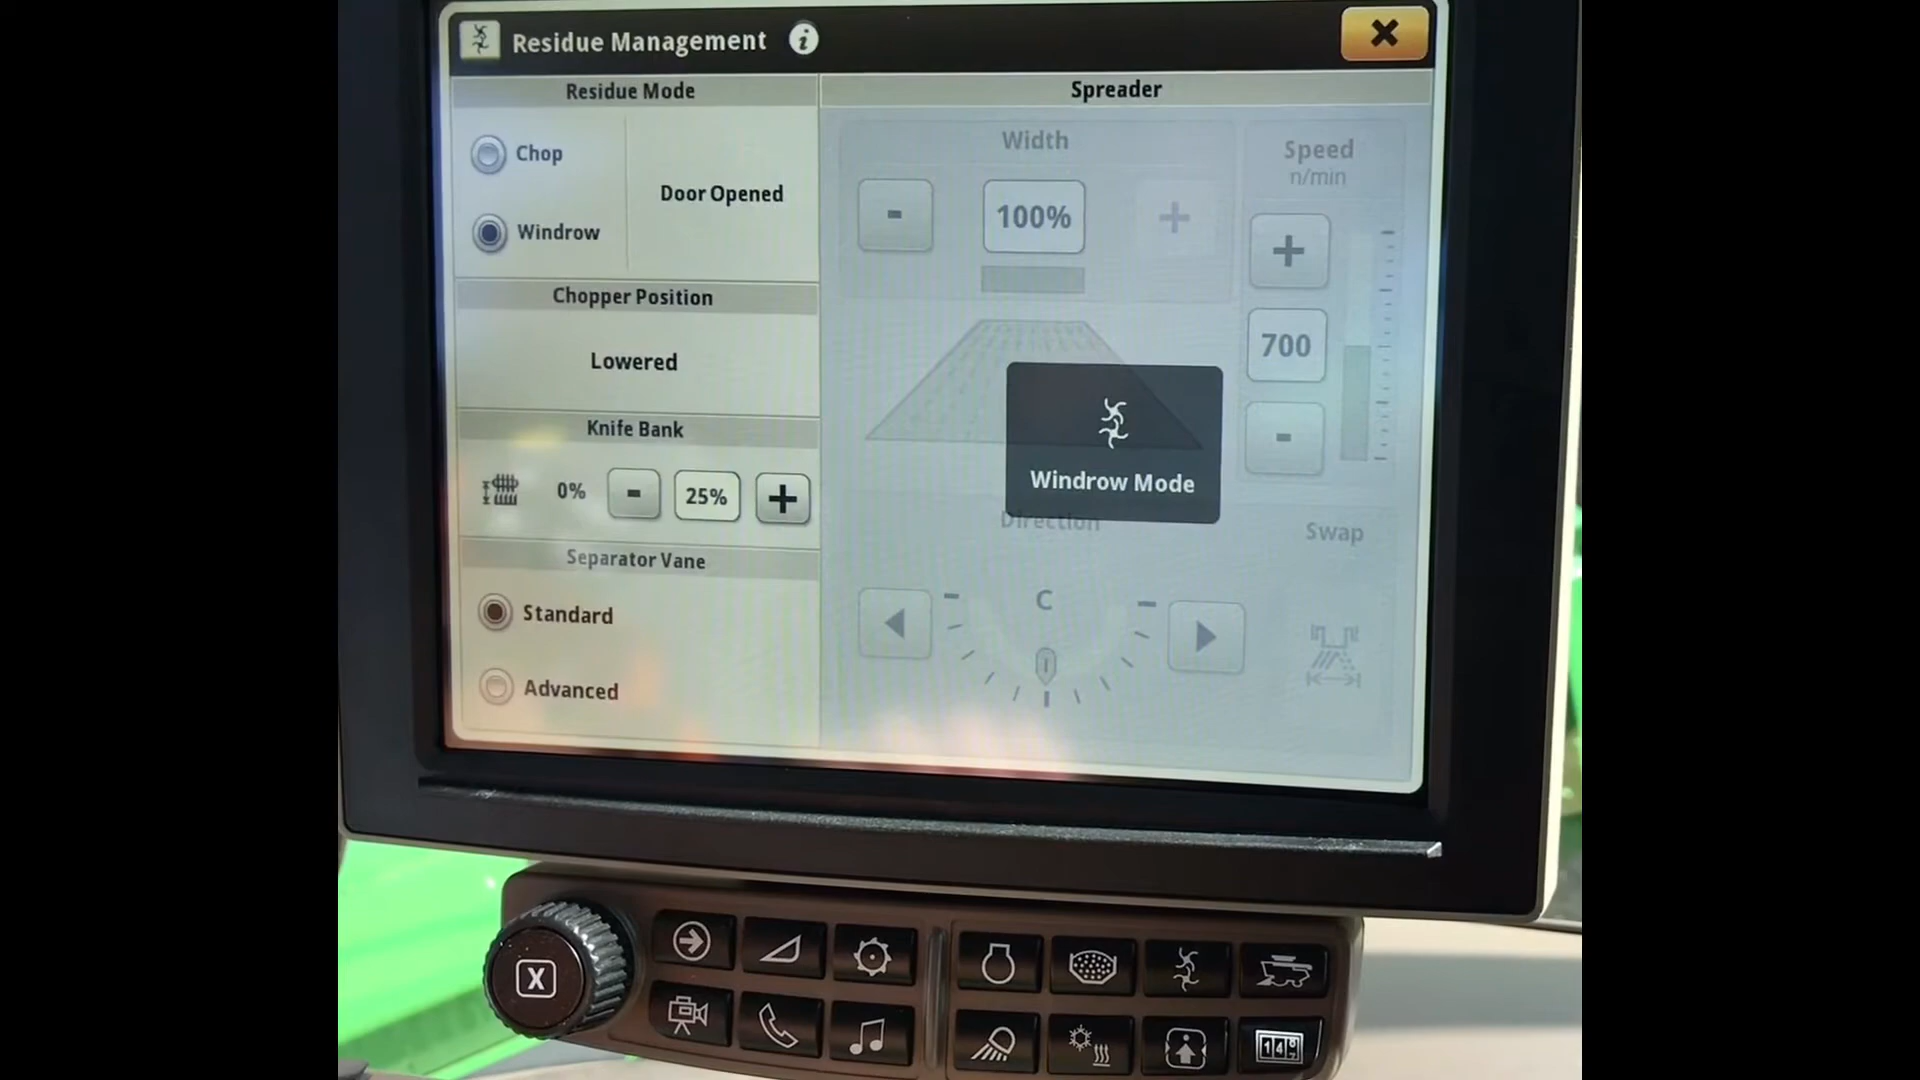 Residue Management i
Residue Mode
Chop
Windrow
Door Opened
Chopper Position
Lowered
Knife Bank
0% - 25% +
Separator Vane
Standard
Advanced
Spreader
Width
- 100% +
Speed
n/min
+
700
-
Windrow Mode
Direction
C
Swap
X